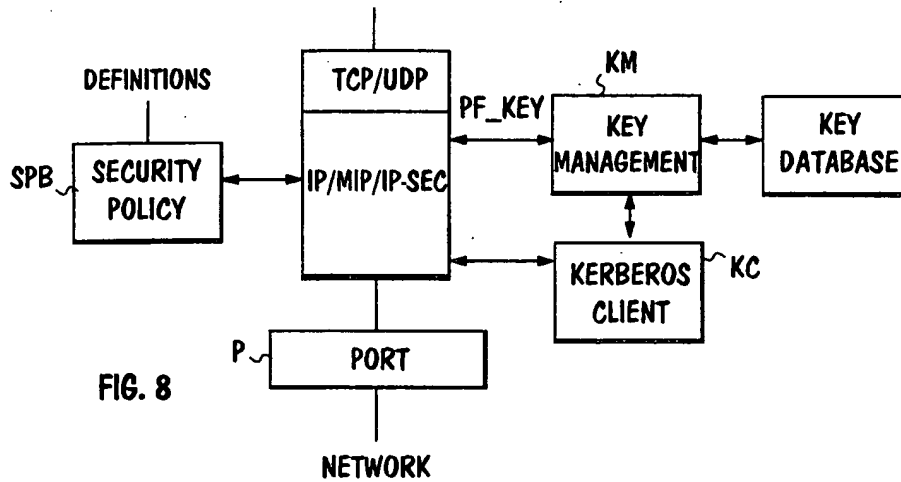 DEFINITIONS
SPB
SECURITY
POLICY
TCP/UDP
IP/MIP/IP-SEC
PF_KEY
KM
KEY
MANAGEMENT
KEY
DATABASE
KERBEROS
CLIENT
KC
P
PORT
FIG. 8
NETWORK